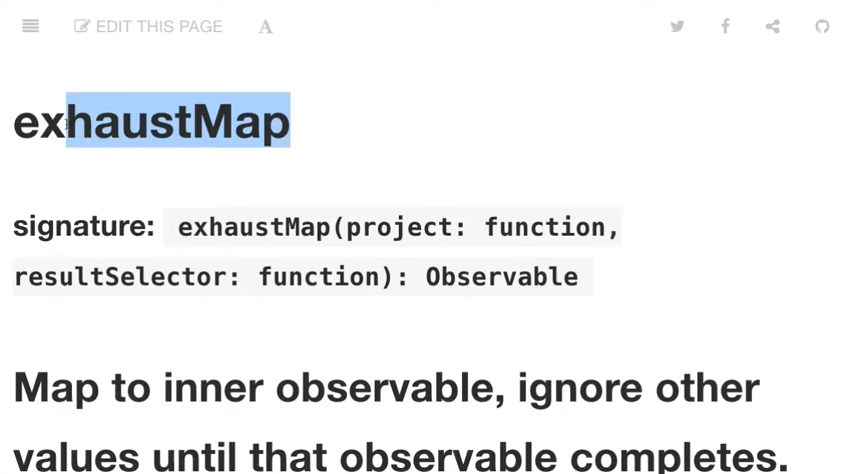 EDIT THIS PAGE A
exhaustMap
signature: exhaustMap(project: function,
resultSelector: function): Observable
Map to inner observable, ignore other
values until that observable completes.